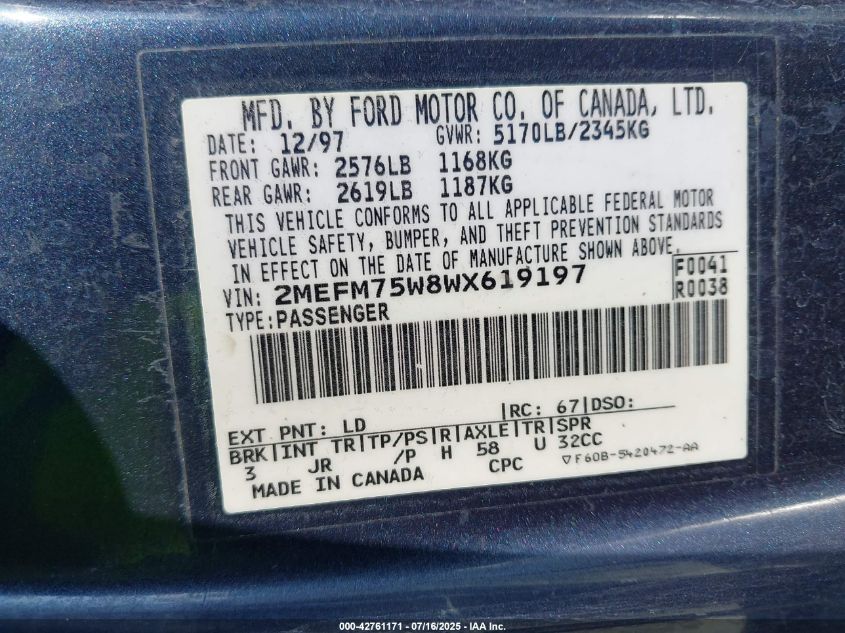 MFD. BY FORD MOTOR CO. OF CANADA, LTD.
DATE: 12/97 GVWR: 5170LB/2345KG
FRONT GAWR: 2576LB 1168KG
REAR GAWR: 2619LB 1187KG
THIS VEHICLE CONFORMS TO ALL APPLICABLE FEDERAL MOTOR
VEHICLE SAFETY, BUMPER, AND THEFT PREVENTION STANDARDS
IN EFFECT ON THE DATE OF MANUFACTURE SHOWN ABOVE.
VIN: 2MEFM75W8WX619197 F0041
TYPE: PASSENGER R0038
EXT PNT: LD RC: 67 DSO:
BRK INT TR TP/PS R AXLE TR SPR
3 JR /P H 58 U 32CC
MADE IN CANADA CPC ▽F60B-5420472-AA
000-42761171 - 07/16/2025 - IAA Inc.